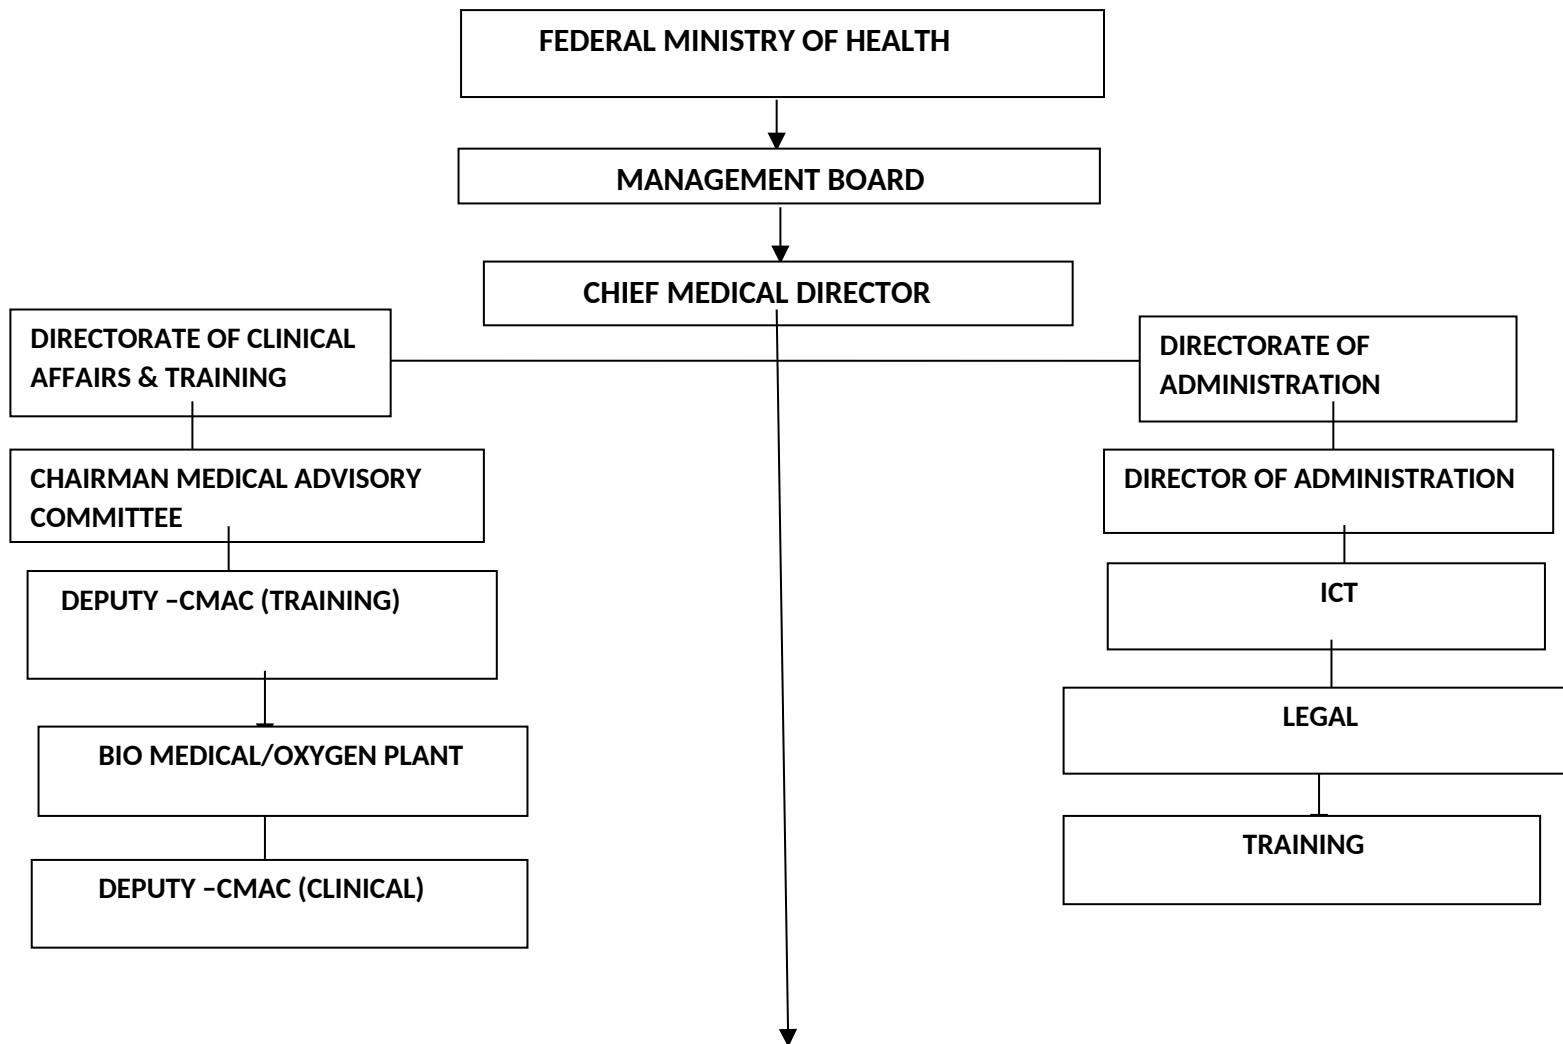 FEDERAL MINISTRY OF HEALTH
MANAGEMENT BOARD
CHIEF MEDICAL DIRECTOR
DIRECTORATE OF CLINICAL
AFFAIRS & TRAINING
DIRECTORATE OF
ADMINISTRATION
CHAIRMAN MEDICAL ADVISORY
COMMITTEE
DIRECTOR OF ADMINISTRATION
DEPUTY –CMAC (TRAINING)
ICT
LEGAL
BIO MEDICAL/OXYGEN PLANT
TRAINING
DEPUTY –CMAC (CLINICAL)